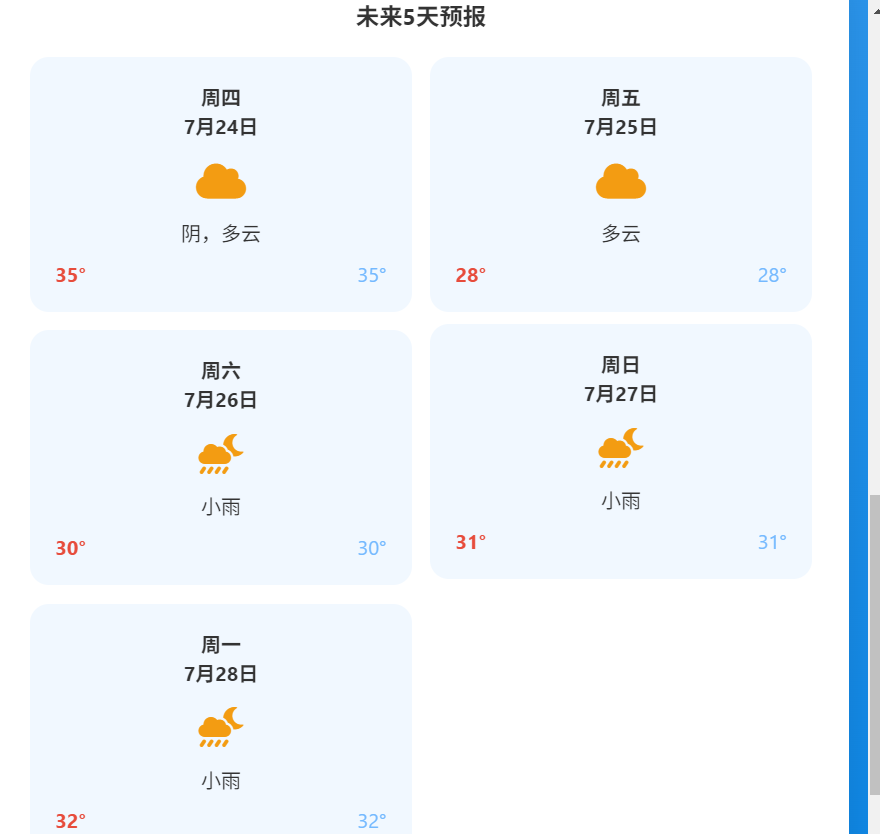 未来5天预报
周四
7月24日
阴，多云
35° 35°
周五
7月25日
多云
28° 28°
周六
7月26日
小雨
30° 30°
周日
7月27日
小雨
31° 31°
周一
7月28日
小雨
32° 32°